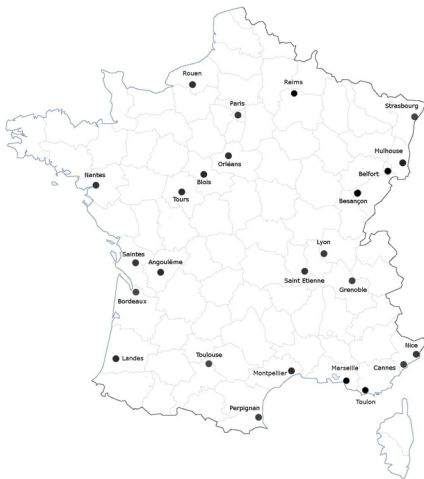 Rouen
Reims
Paris
Strasbourg
Orléans
Mulhouse
Nantes
Blois
Belfort
Tours
Besançon
Lyon
Saintes
Angoulême
Saint Etienne
Grenoble
Bordeaux
Nice
Landes
Toulouse
Montpellier
Marseille
Cannes
Toulon
Perpignan